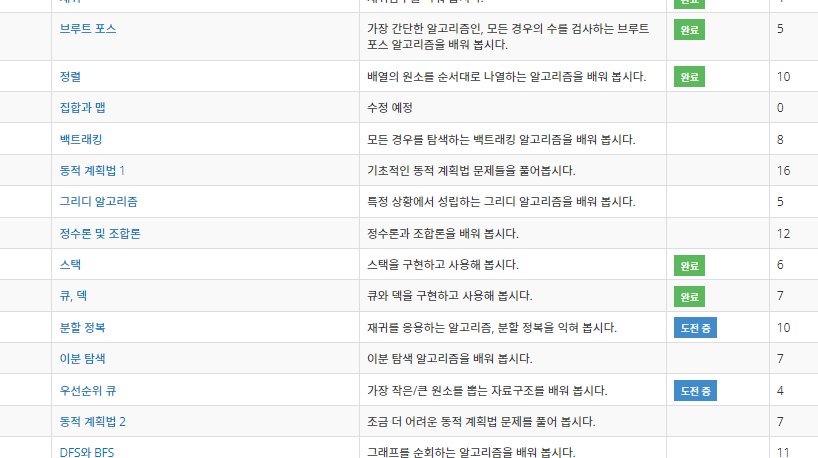 브루트 포스 가장 간단한 알고리즘인, 모든 경우의 수를 검사하는 브루트 완료 5
포스 알고리즘을 배워 봅시다.
정렬 배열의 원소를 순서대로 나열하는 알고리즘을 배워 봅시다. 완료 10
집합과 맵 수정 예정 0
백트래킹 모든 경우를 탐색하는 백트래킹 알고리즘을 배워 봅시다. 8
동적 계획법 1 기초적인 동적 계획법 문제들을 풀어봅시다. 16
그리디 알고리즘 특정 상황에서 성립하는 그리디 알고리즘을 배워 봅시다. 5
정수론 및 조합론 정수론과 조합론을 배워 봅시다. 12
스택 스택을 구현하고 사용해 봅시다. 완료 6
큐, 덱 큐와 덱을 구현하고 사용해 봅시다. 완료 7
분할 정복 재귀를 응용하는 알고리즘, 분할 정복을 익혀 봅시다. 도전 중 10
이분 탐색 이분 탐색 알고리즘을 배워 봅시다. 7
우선순위 큐 가장 작은/큰 원소를 뽑는 자료구조를 배워 봅시다. 도전 중 4
동적 계획법 2 조금 더 어려운 동적 계획법 문제를 풀어 봅시다. 7
DFS와 BFS 그래프를 순회하는 알고리즘을 배워 봅시다. 11